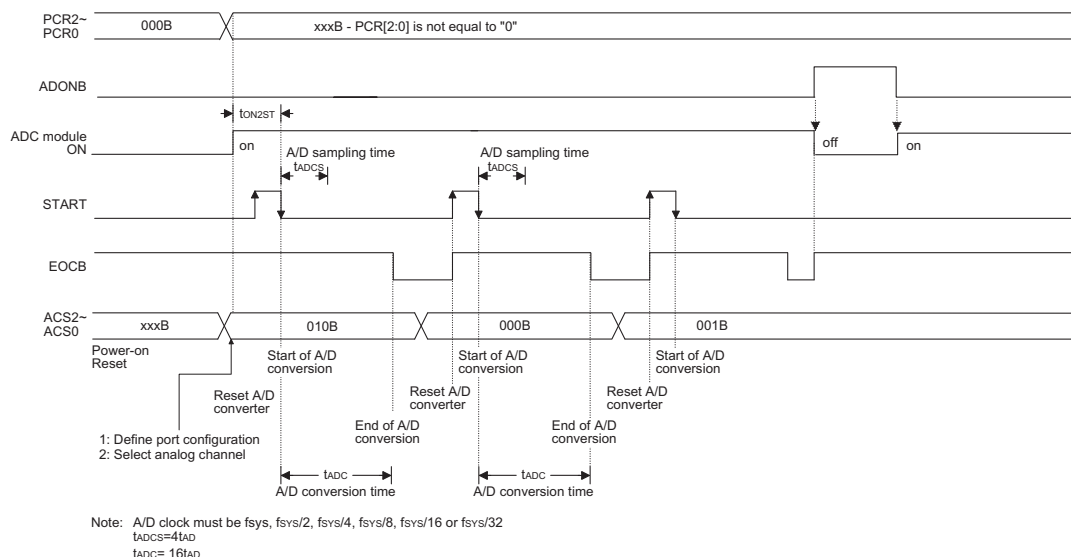 PCR2~
PCR0
000B
xxxB - PCR[2:0] is not equal to "0"
ADONB
tON2ST
ADC module
ON
on
off
on
A/D sampling time
tADCS
A/D sampling time
tADCS
START
EOCB
ACS2~
ACS0
xxxB
010B
000B
001B
Power-on
Reset
Start of A/D
conversion
Start of A/D
conversion
Start of A/D
conversion
Reset A/D
converter
Reset A/D
converter
Reset A/D
converter
End of A/D
conversion
End of A/D
conversion
1: Define port configuration
2: Select analog channel
tADC
A/D conversion time
tADC
A/D conversion time
Note: A/D clock must be fsys, fSYS/2, fSYS/4, fSYS/8, fSYS/16 or fSYS/32
tADCS=4tAD
tADC= 16tAD